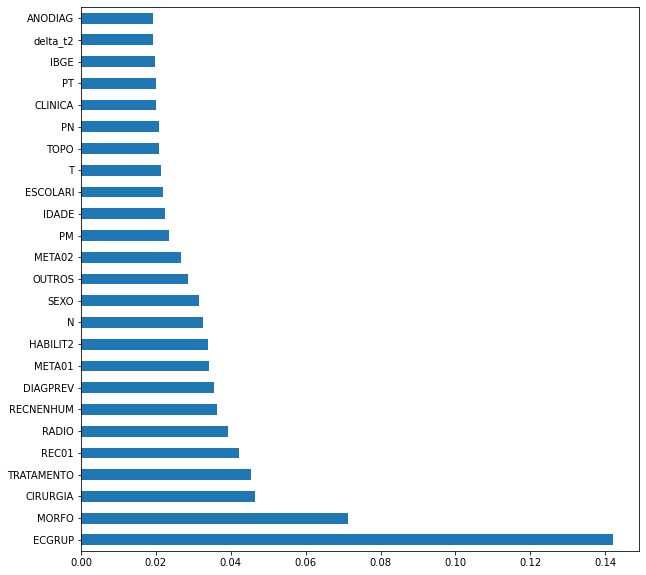 ANODIAG
delta_t2
IBGE
PT
CLINICA
PN
TOPO
T
ESCOLARI
IDADE
PM
META02
OUTROS
SEXO
N
HABILIT2
META01
DIAGPREV
RECNENHUM
RADIO
REC01
TRATAMENTO
CIRURGIA
MORFO
ECGRUP
0.00 0.02 0.04 0.06 0.08 0.10 0.12 0.14